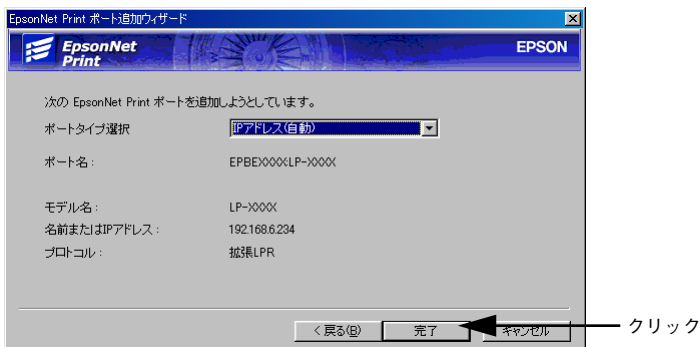 EpsonNet Print ポート追加ウィザード
EpsonNet
Print
EPSON
次の EpsonNet Print ポートを追加しようとしています。
ポートタイプ選択 IPアドレス(自動)
ポート名: EPBEXXXX:LP-XXXX
モデル名: LP-XXXX
名前またはIPアドレス: 192.168.6.234
プロトコル: 拡張LPR
< 戻る(B) 完了 キャンセル クリック